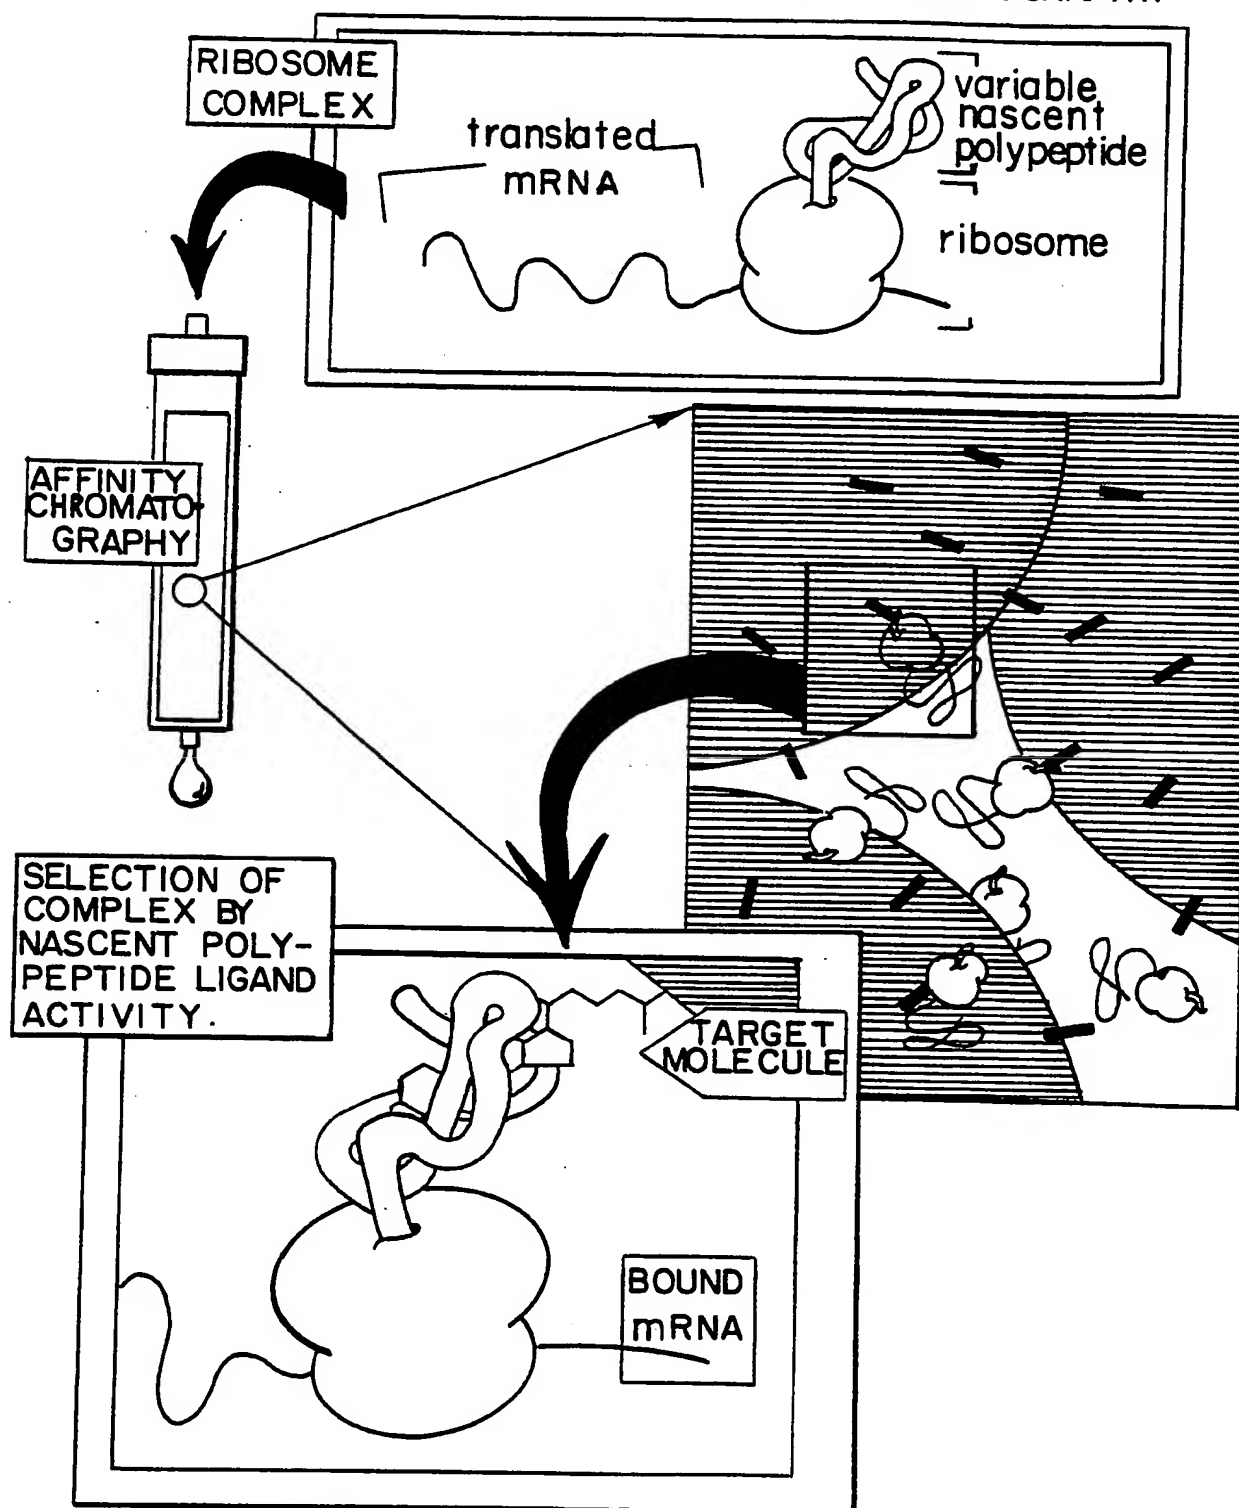 RIBOSOME
COMPLEX
translated
mRNA
variable
nascent
polypeptide
ribosome
AFFINITY
CHROMATO-
GRAPHY
SELECTION OF
COMPLEX BY
NASCENT POLY-
PEPTIDE LIGAND
ACTIVITY.
TARGET
MOLECULE
BOUND
mRNA